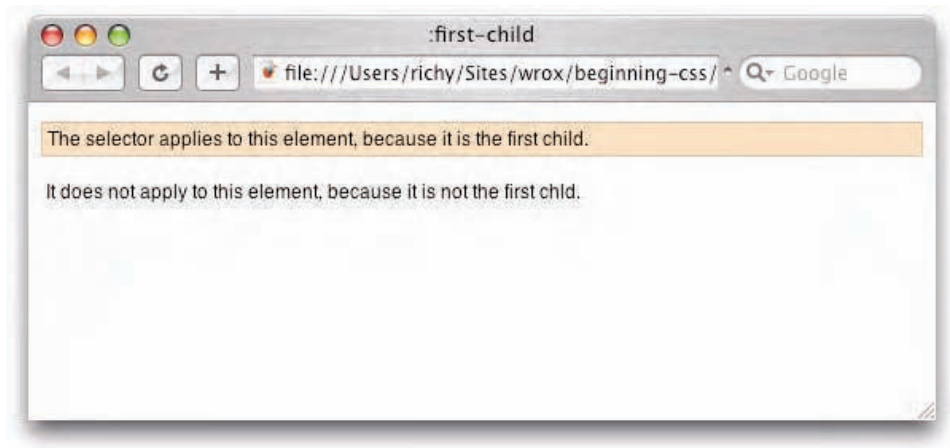 :first-child
file:///Users/richy/Sites/wrox/beginning-css/
Google
The selector applies to this element, because it is the first child.
It does not apply to this element, because it is not the first chld.